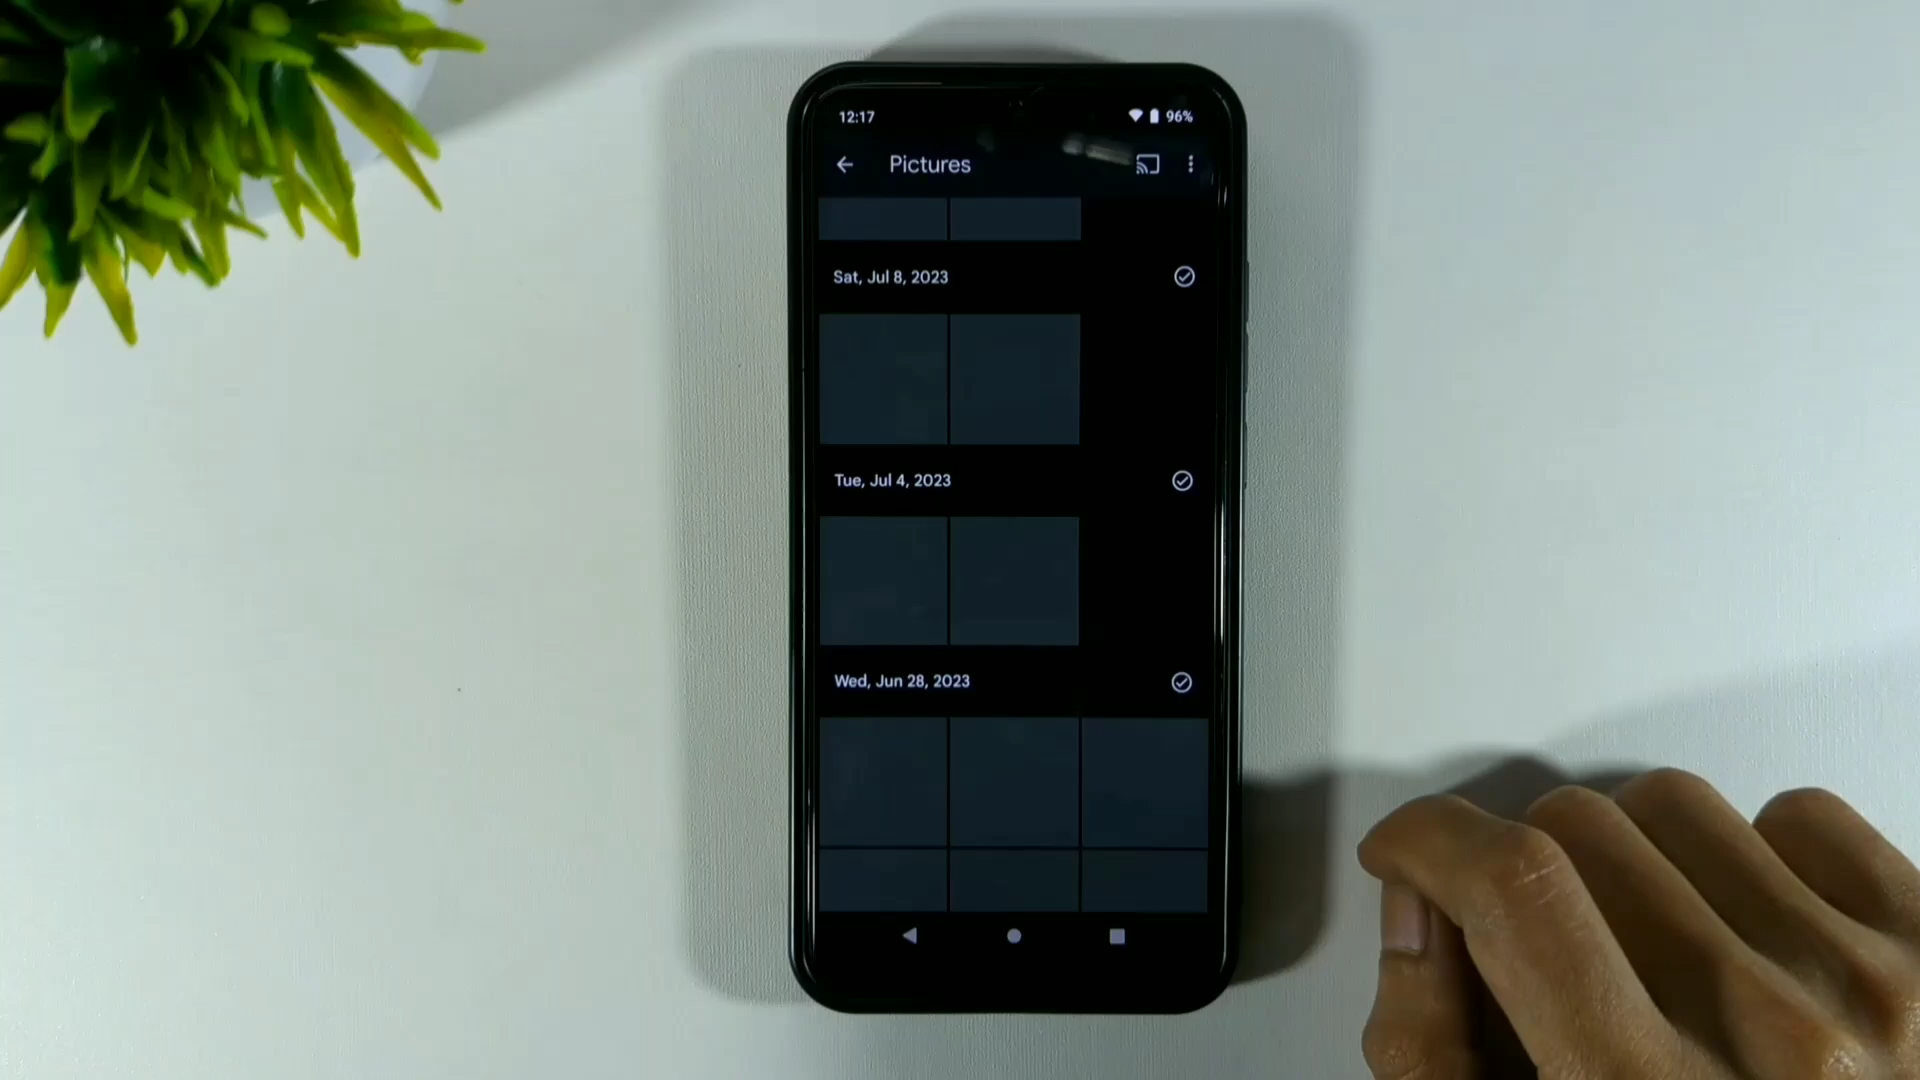 12:17
96%
Pictures
Sat, Jul 8, 2023
Tue, Jul 4, 2023
Wed, Jun 28, 2023